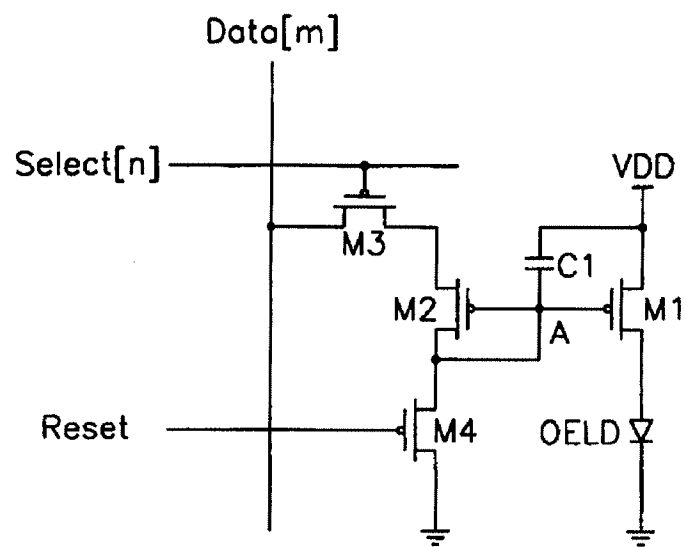 Data[m]
Select[n]
VDD
M3
C1
M2
M1
A
Reset
M4
OELD